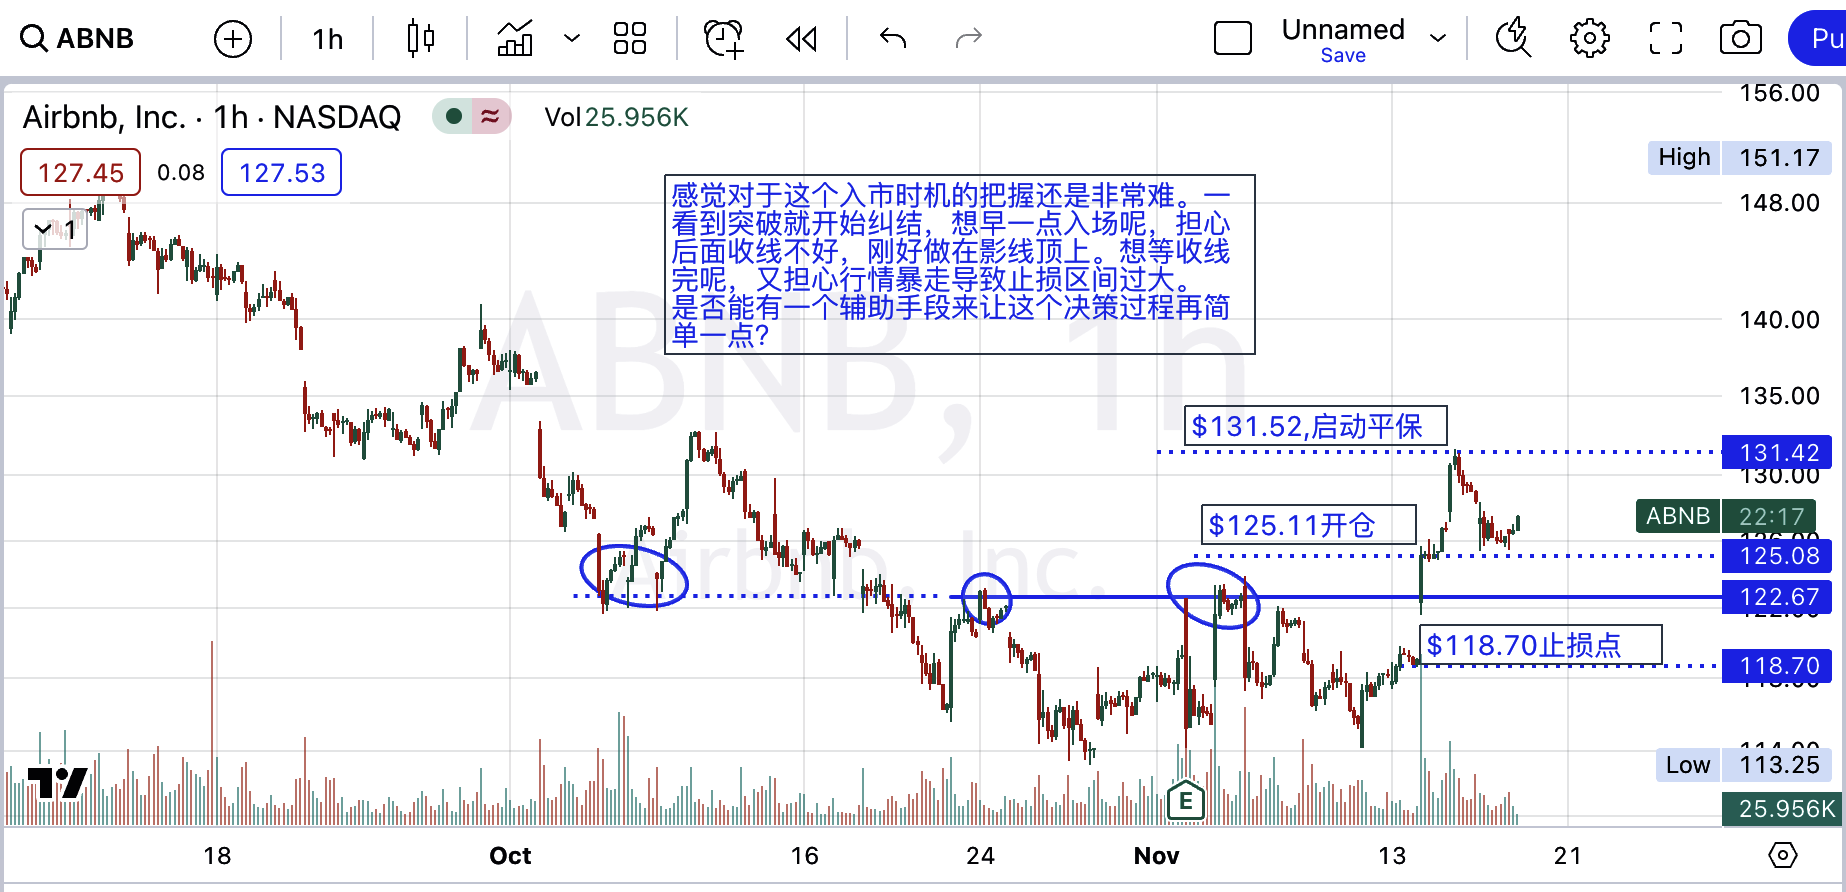 ABNB
1h
Unnamed
Save
Pu
Airbnb, Inc. · 1h · NASDAQ
Vol 25.956K
127.45
0.08
127.53
1
感觉对于这个入市时机的把握还是非常难。一
看到突破就开始纠结，想早一点入场呢，担心
后面收线不好，刚好做在影线顶上。想等收线
完呢，又担心行情暴走导致止损区间过大。
是否能有一个辅助手段来让这个决策过程再简
单一点？
ABNB, 1h
Airbnb, Inc.
$131.52,启动平保
$125.11开仓
$118.70止损点
156.00
High 151.17
148.00
140.00
135.00
131.42
130.00
ABNB 22:17
125.08
122.67
118.70
114.00
Low 113.25
25.956K
E
18
Oct
16
24
Nov
13
21